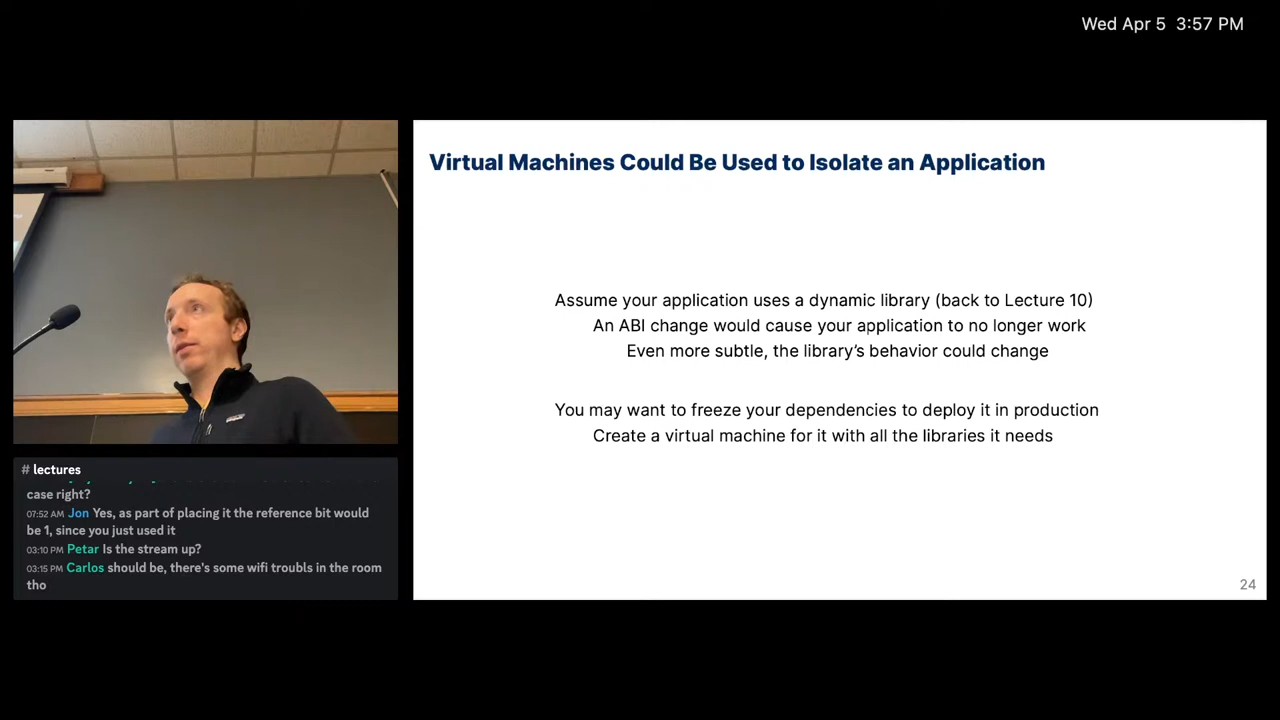 Wed Apr 5 3:57 PM
Virtual Machines Could Be Used to Isolate an Application
Assume your application uses a dynamic library (back to Lecture 10)
An ABI change would cause your application to no longer work
Even more subtle, the library’s behavior could change
You may want to freeze your dependencies to deploy it in production
Create a virtual machine for it with all the libraries it needs
24
# lectures
case right?
07:52 AM Jon Yes, as part of placing it the reference bit would
be 1, since you just used it
03:10 PM Petar Is the stream up?
03:15 PM Carlos should be, there's some wifi troubls in the room
tho